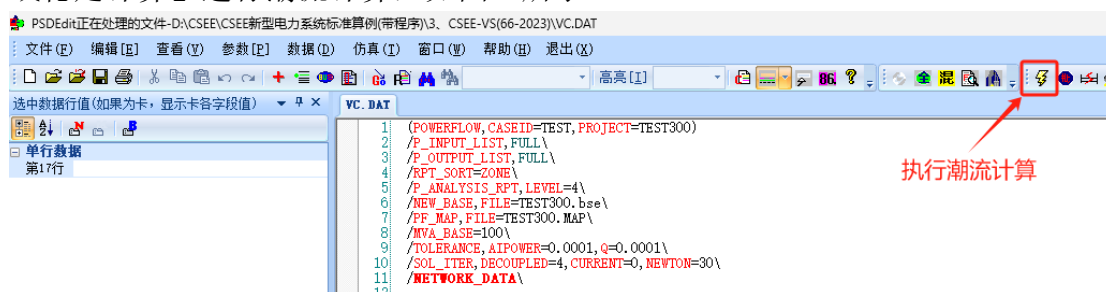 PSDEdit正在处理的文件-D:\CSEE\CSEE新型电力系统标准算例(带程序)\3、CSEE-VS(66-2023)\VC.DAT
文件(F) 编辑[E] 查看(V) 参数[P] 数据(D) 仿真(I) 窗口(W) 帮助(H) 退出(X)
高亮[I] 86 全 混
选中数据行值(如果为卡，显示卡各字段值) VC.DAT
单行数据
第17行
1 (POWERFLOW,CASEID=TEST,PROJECT=TEST300)
2 /P_INPUT_LIST,FULL\
3 /P_OUTPUT_LIST,FULL\
4 /RPT_SORT=ZONE\
5 /P_ANALYSIS_RPT,LEVEL=4\
6 /NEW_BASE,FILE=TEST300.bse\
7 /PF_MAP,FILE=TEST300.MAP\
8 /MVA_BASE=100\
9 /TOLERANCE,AIPOWER=0.0001,Q=0.0001\
10 /SOL_ITER,DECOUPLED=4,CURRENT=0,NEWTON=30\
11 /NETWORK_DATA\
执行潮流计算